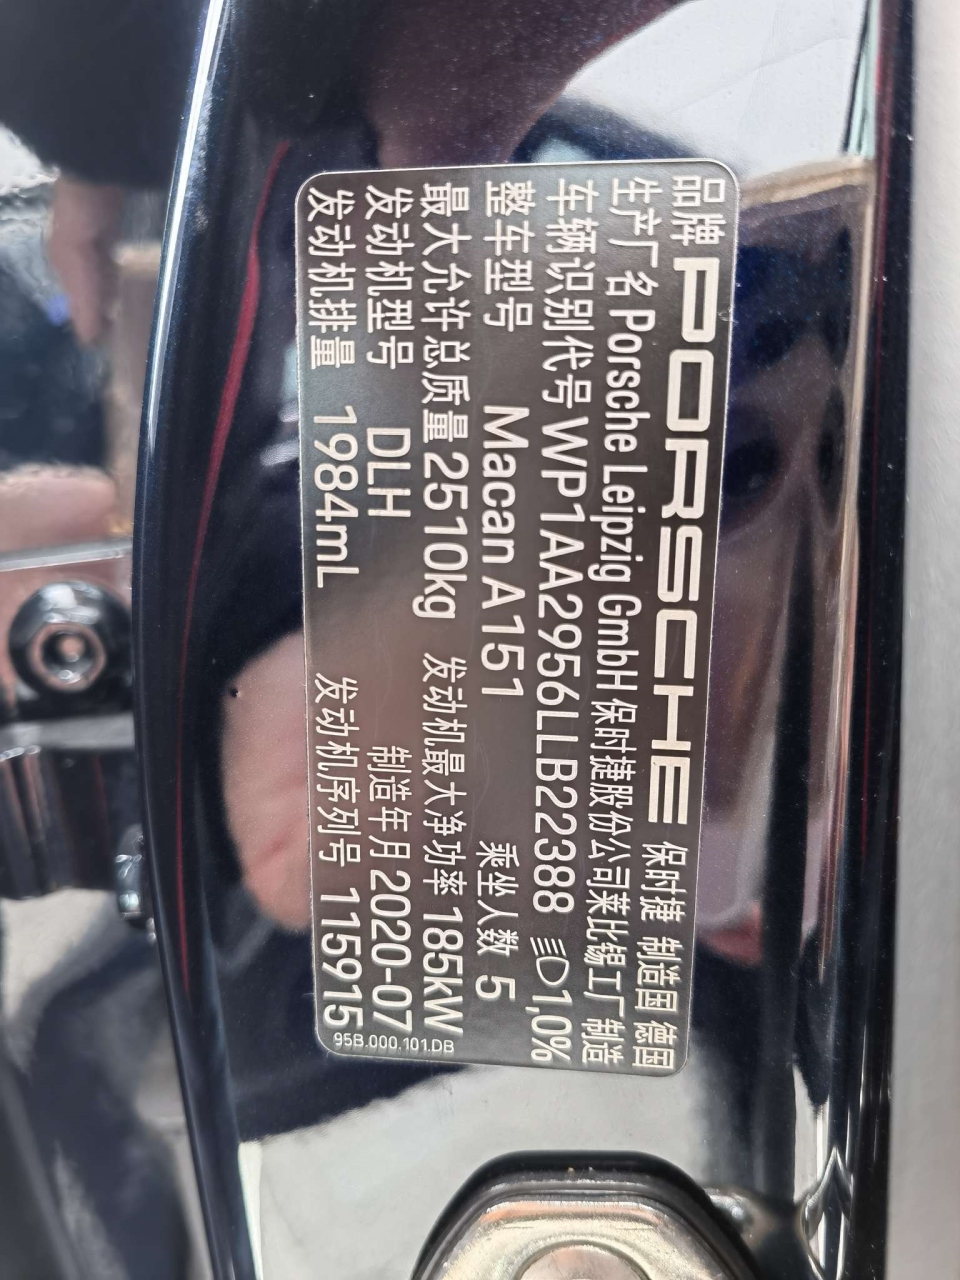 品牌 PORSCHE 保时捷 制造国 德国
生产厂名 Porsche Leipzig GmbH 保时捷股份公司莱比锡工厂制造
车辆识别代号 WP1AA2956LLB22388 1,0%
整车型号 Macan A151 乘坐人数 5
最大允许总质量 2510kg 发动机最大净功率 185kW
发动机型号 DLH 制造年月 2020-07
发动机排量 1984mL 发动机序列号 115915
95B.000.101.DB